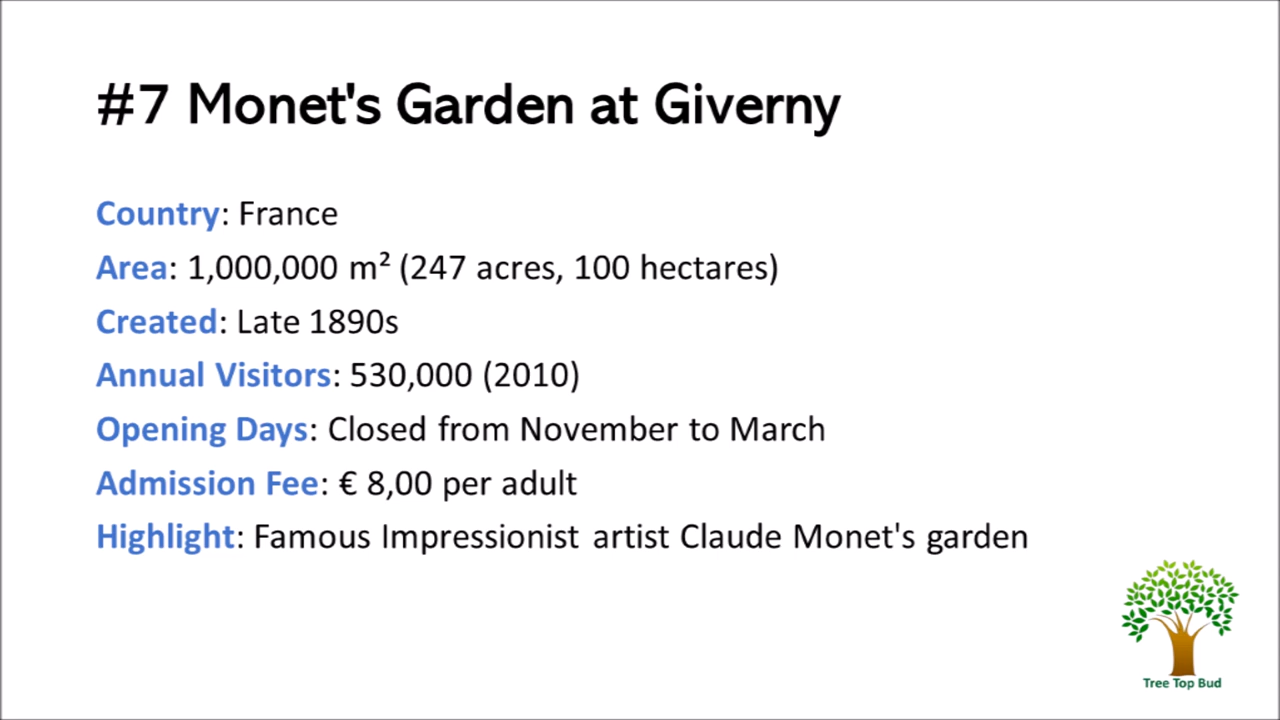 #7 Monet's Garden at Giverny
Country: France
Area: 1,000,000 m² (247 acres, 100 hectares)
Created: Late 1890s
Annual Visitors: 530,000 (2010)
Opening Days: Closed from November to March
Admission Fee: € 8,00 per adult
Highlight: Famous Impressionist artist Claude Monet's garden
Tree Top Bud